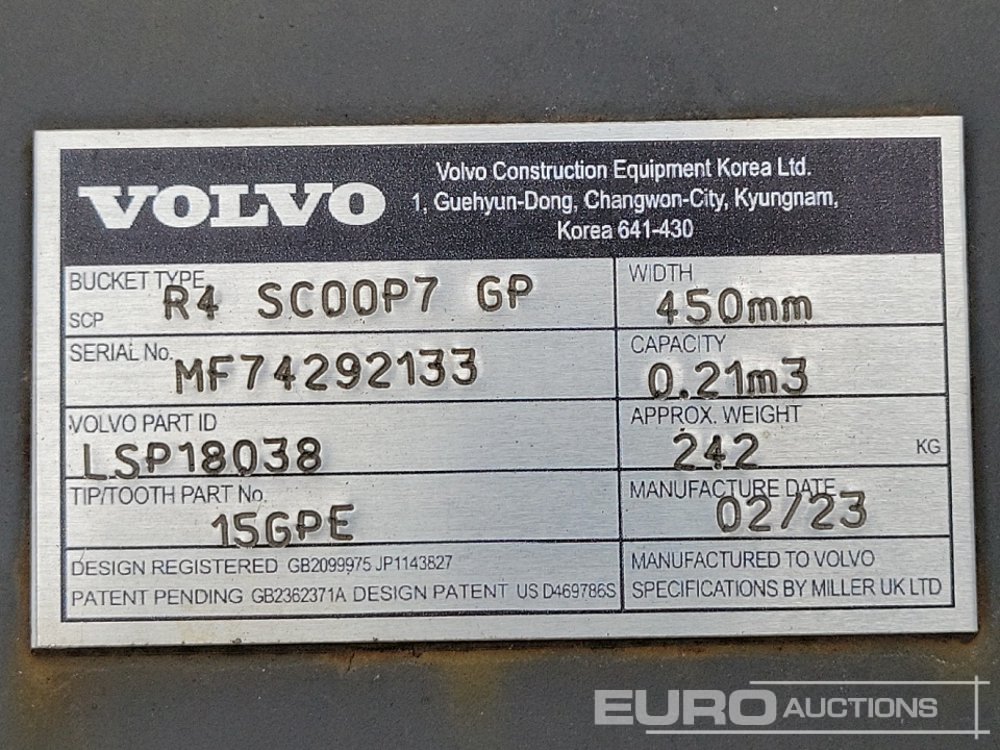 VOLVO
Volvo Construction Equipment Korea Ltd.
1, Guehyun-Dong, Changwon-City, Kyungnam,
Korea 641-430
BUCKET TYPE
SCP
R4 SCOOP7 GP
WIDTH
450mm
SERIAL No.
MF74292133
CAPACITY
0.21m3
VOLVO PART ID
LSP18038
APPROX. WEIGHT
242 KG
TIP/TOOTH PART No.
15GPE
MANUFACTURE DATE
02/23
DESIGN REGISTERED GB2099975 JP1143827
PATENT PENDING GB2362371A DESIGN PATENT US D469786S
MANUFACTURED TO VOLVO
SPECIFICATIONS BY MILLER UK LTD
EURO AUCTIONS